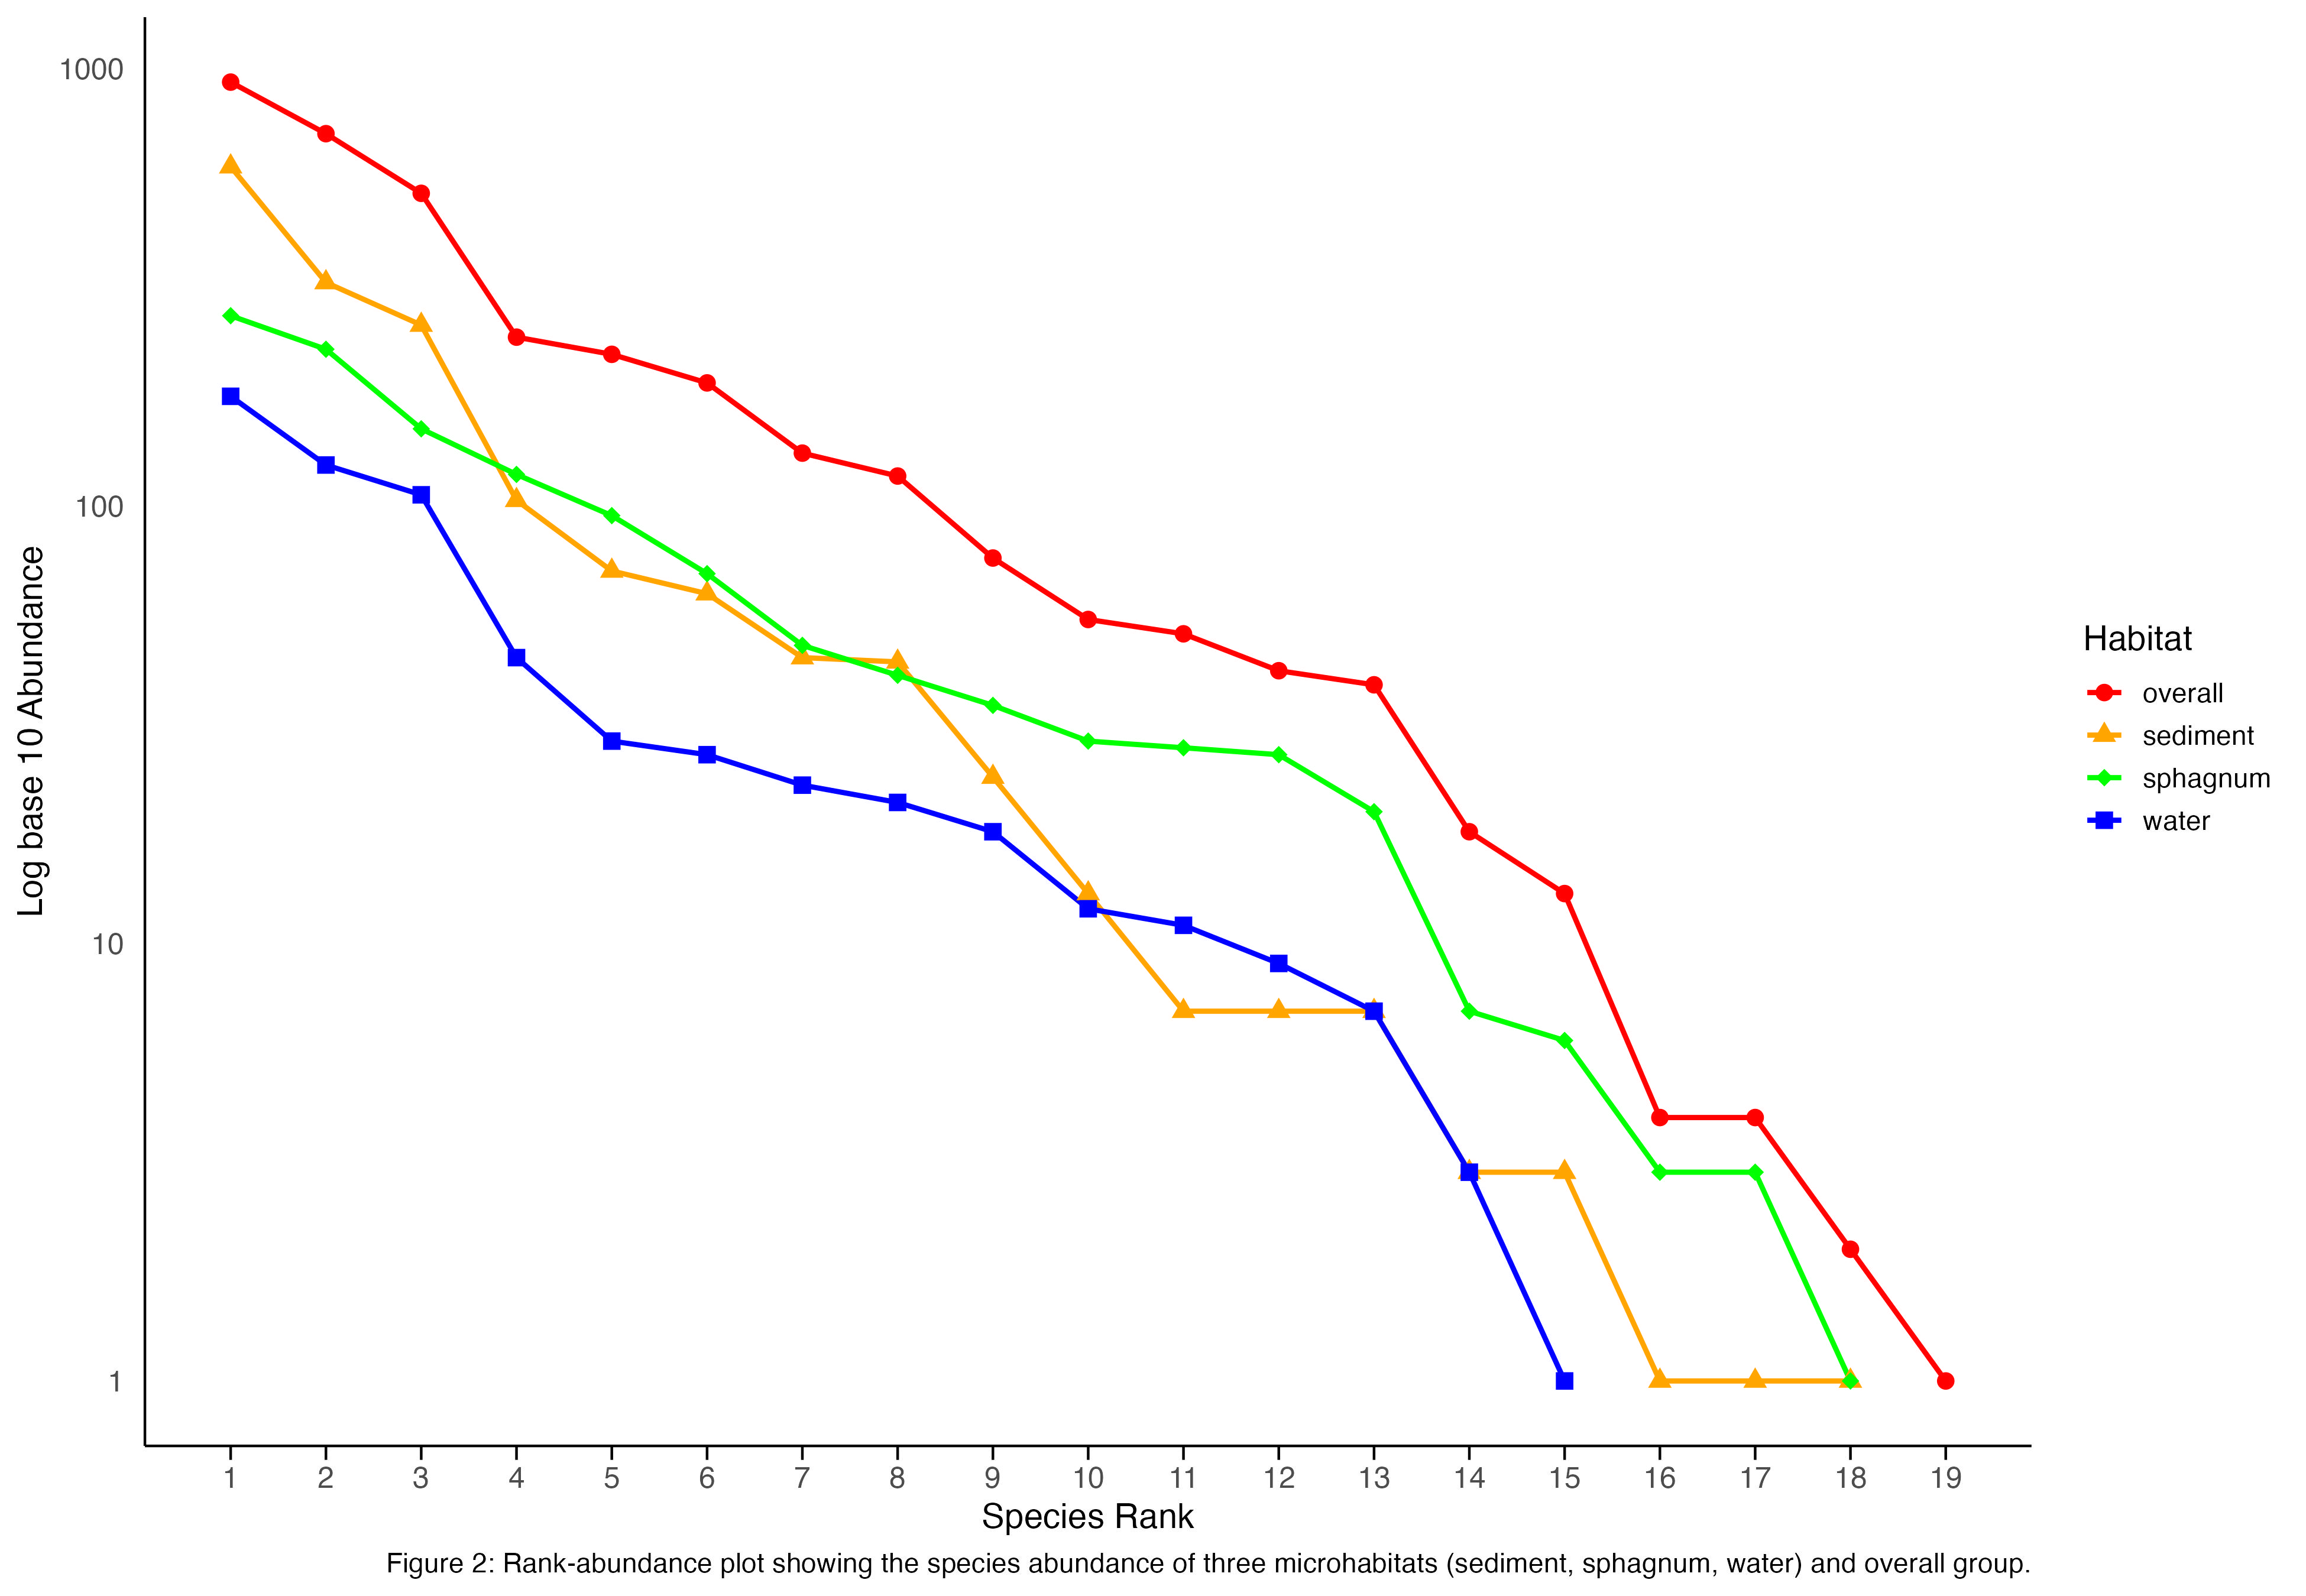 1000
100
10
1
Log base 10 Abundance
1 2 3 4 5 6 7 8 9 10 11 12 13 14 15 16 17 18 19
Species Rank
Habitat
overall
sediment
sphagnum
water
Figure 2: Rank-abundance plot showing the species abundance of three microhabitats (sediment, sphagnum, water) and overall group.